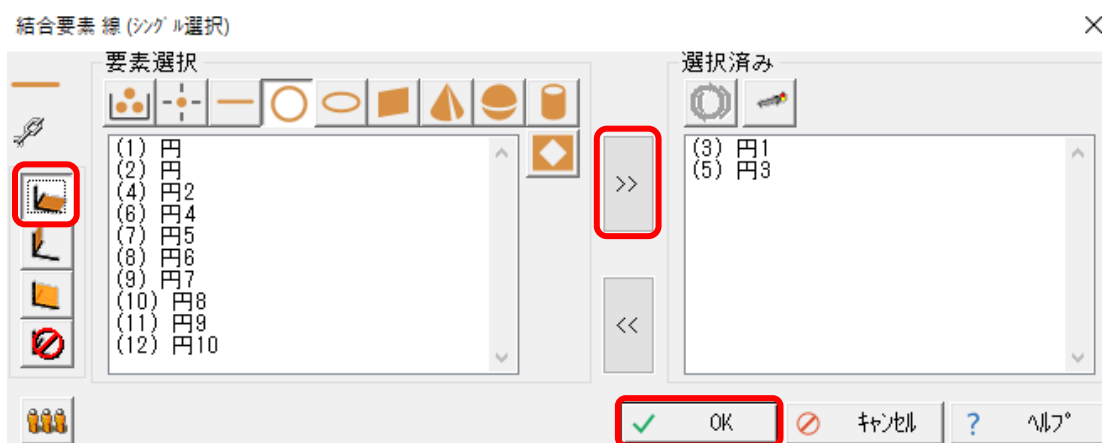 結合要素 線 (ｼﾝｸﾞﾙ選択)
要素選択
(1) 円
(2) 円
(4) 円2
(6) 円4
(7) 円5
(8) 円6
(9) 円7
(10) 円8
(11) 円9
(12) 円10
>>
<<
選択済み
(3) 円1
(5) 円3
OK
ｷｬﾝｾﾙ
? ﾍﾙﾌﾟ